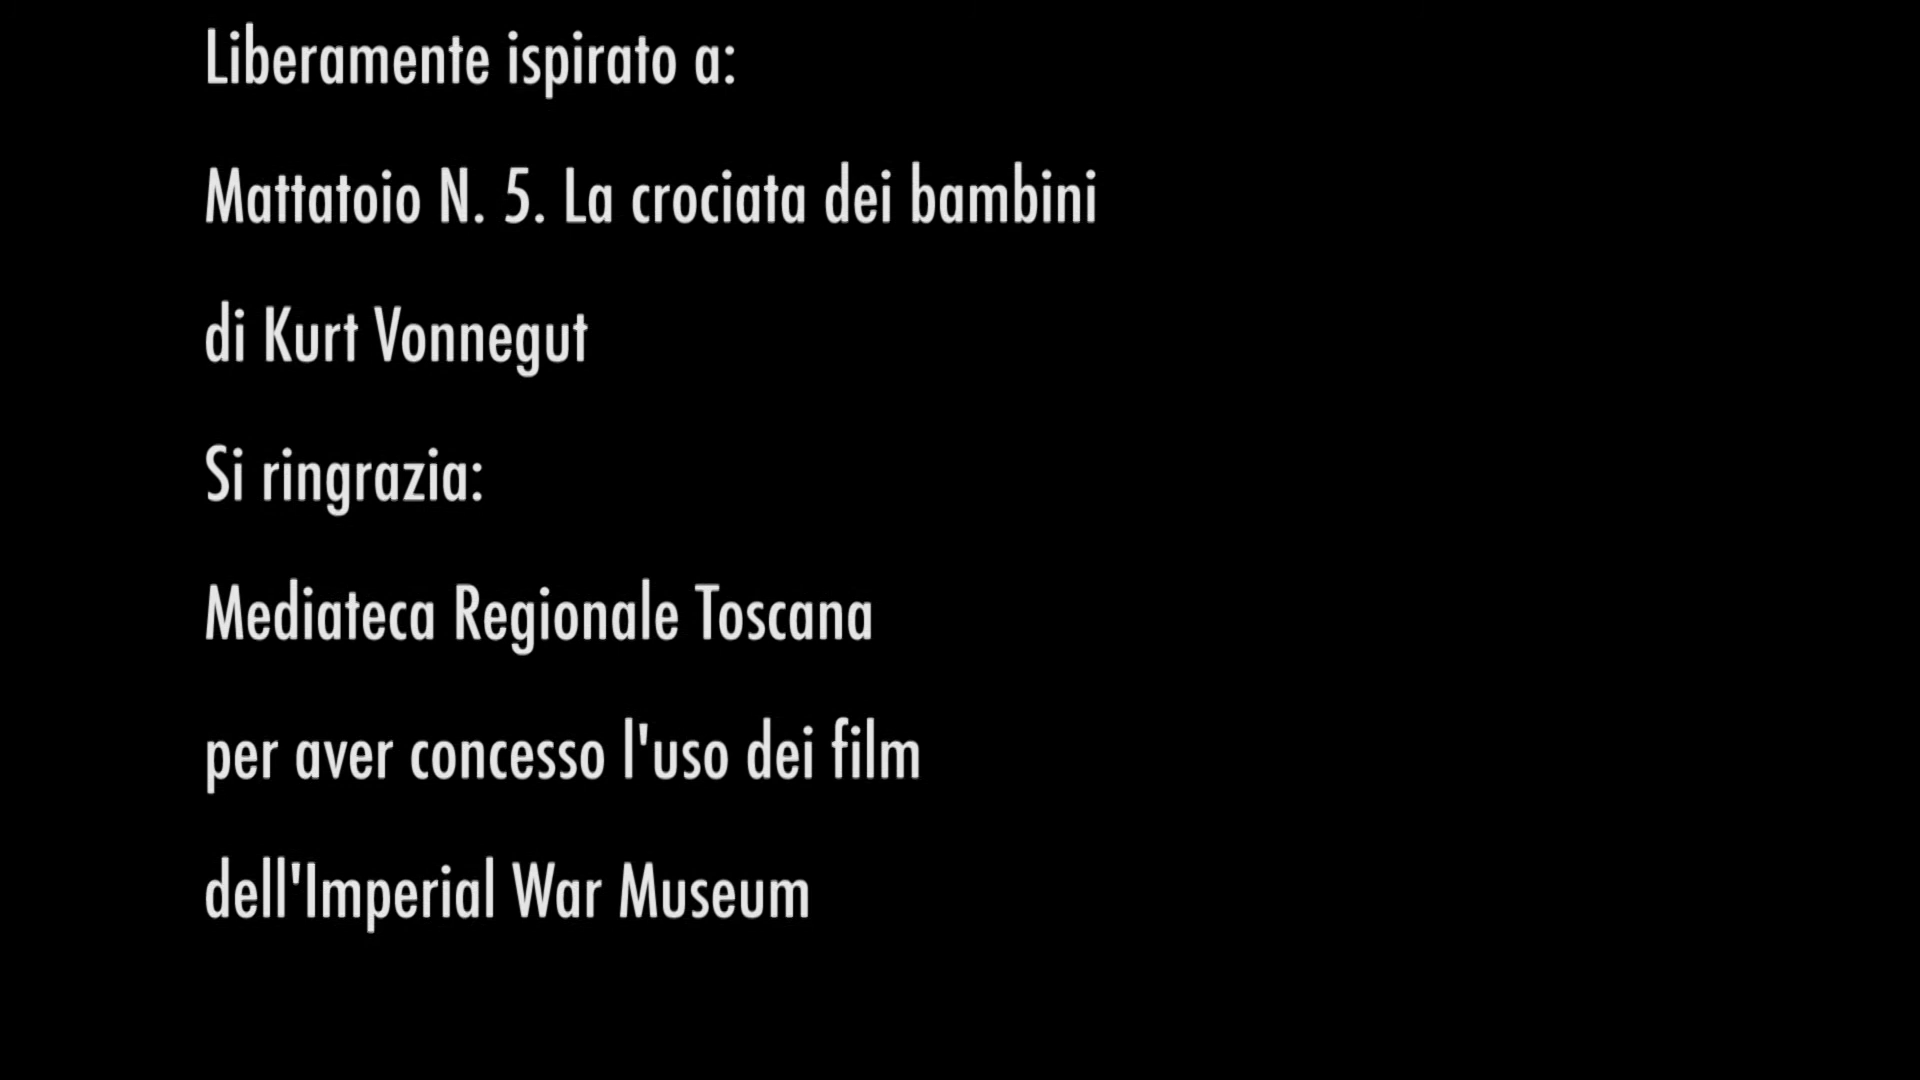 Liberamente ispirato a:
Mattatoio N. 5. La crociata dei bambini
di Kurt Vonnegut
Si ringrazia:
Mediateca Regionale Toscana
per aver concesso l'uso dei film
dell'Imperial War Museum